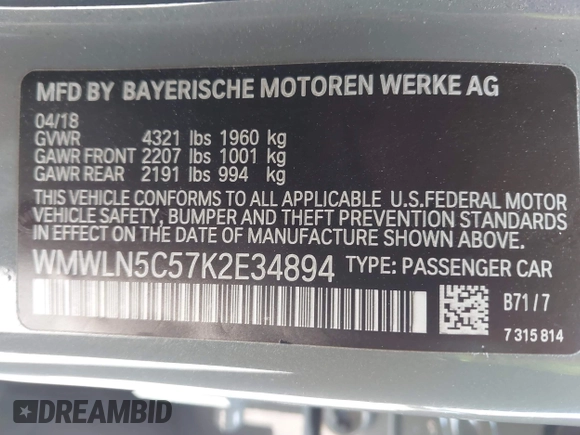 MFD BY BAYERISCHE MOTOREN WERKE AG
04/18
GVWR 4321 lbs 1960 kg
GAWR FRONT 2207 lbs 1001 kg
GAWR REAR 2191 lbs 994 kg
THIS VEHICLE CONFORMS TO ALL APPLICABLE U.S.FEDERAL MOTOR
VEHICLE SAFETY, BUMPER AND THEFT PREVENTION STANDARDS
IN EFFECT ON THE DATE OF MANUFACTURE SHOWN ABOVE.
WMWLN5C57K2E34894 TYPE: PASSENGER CAR
B71/7
7 315 814
DREAMBID